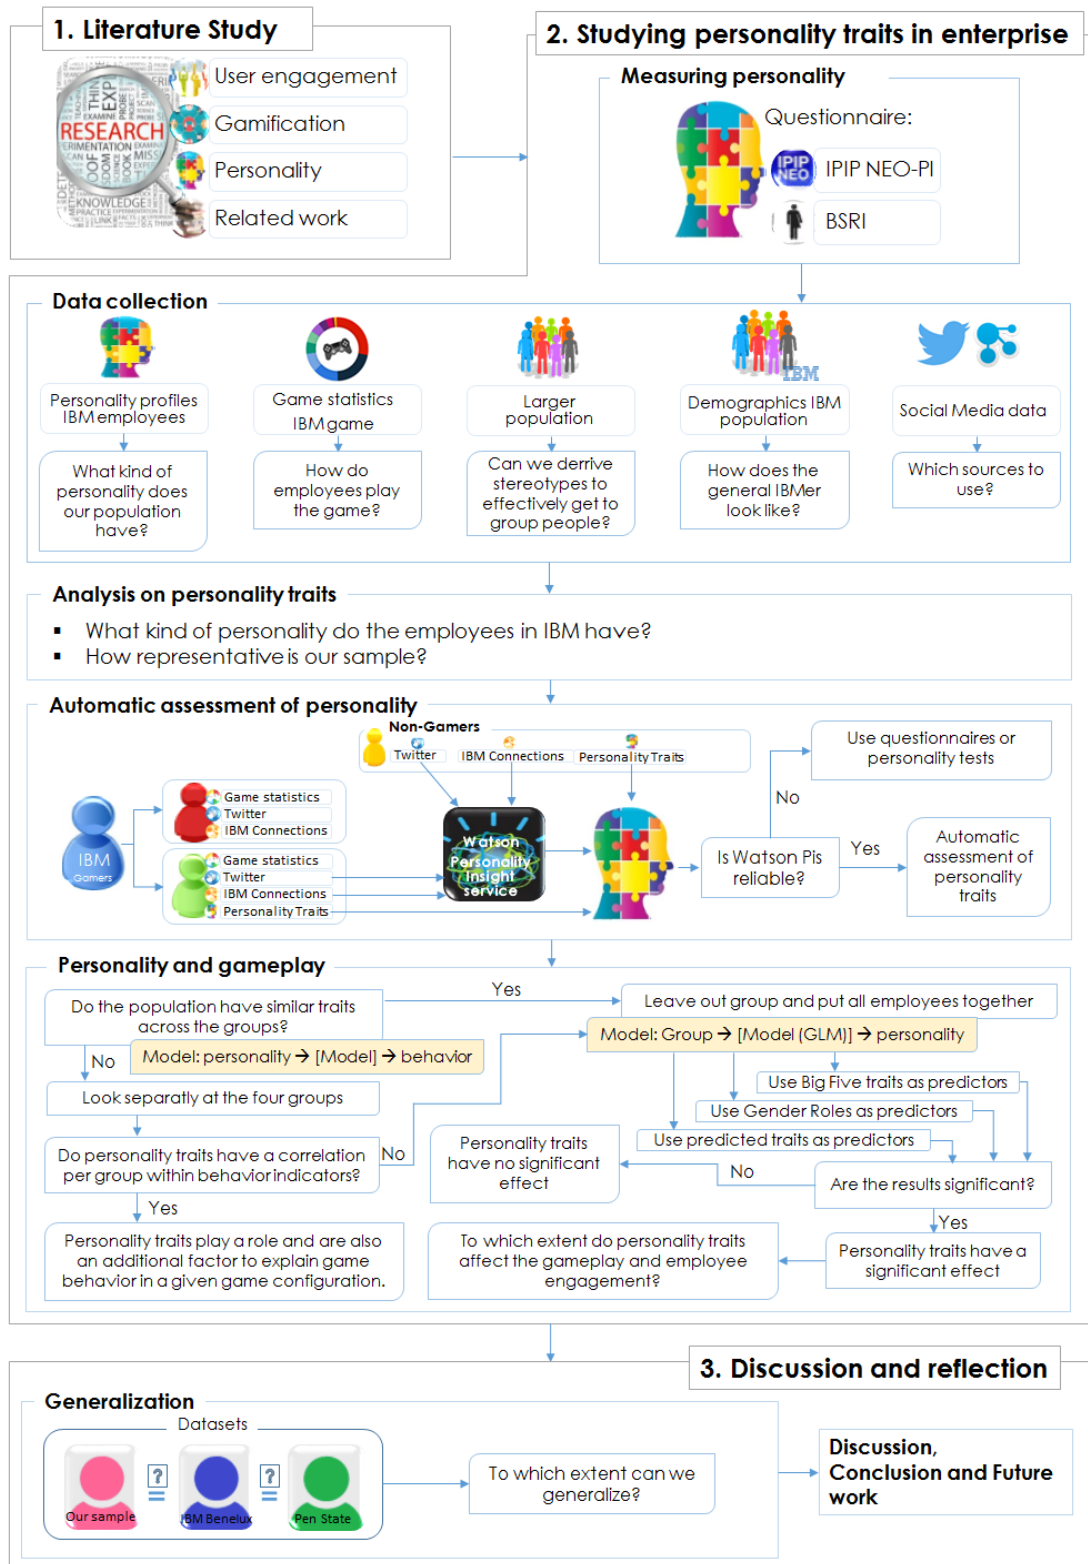 1. Literature Study
RESEARCH
User engagement
Gamification
Personality
Related work
2. Studying personality traits in enterprise
Measuring personality
Questionnaire:
IPIP
NEO
IPIP NEO-PI
BSRI
Data collection
Personality profiles
IBM employees
Game statistics
IBM game
Larger
population
IBM
Demographics IBM
population
Social Media data
What kind of
personality does
our population
have?
How do
employees play
the game?
Can we derrive
stereotypes to
effectively get to
group people?
How does the
general IBMer
look like?
Which sources to
use?
Analysis on personality traits
▪ What kind of personality do the employees in IBM have?
▪ How representative is our sample?
Automatic assessment of personality
Non-Gamers
Twitter
IBM Connections
Personality Traits
IBM
Gamers
Game statistics
Twitter
IBM Connections
Game statistics
Twitter
IBM Connections
Personality Traits
Watson
Personality
Insight
service
Is Watson Pis
reliable?
No
Use questionnaires or
personality tests
Yes
Automatic
assessment of
personality
traits
Personality and gameplay
Do the population have similar traits
across the groups?
Yes
Leave out group and put all employees together
No
Model: personality → [Model] → behavior
Model: Group → [Model (GLM)] → personality
Look separatly at the four groups
Use Big Five traits as predictors
Use Gender Roles as predictors
Use predicted traits as predictors
Do personality traits have a correlation
per group within behavior indicators?
No
Personality traits
have no significant
effect
No
Are the results significant?
Yes
Yes
Personality traits play a role and are also
an additional factor to explain game
behavior in a given game configuration.
To which extent do personality traits
affect the gameplay and employee
engagement?
Personality traits have a
significant effect
3. Discussion and reflection
Generalization
Datasets
Our sample
?
=
IBM Benelux
?
=
Pen State
To which extent can we
generalize?
Discussion,
Conclusion and Future
work